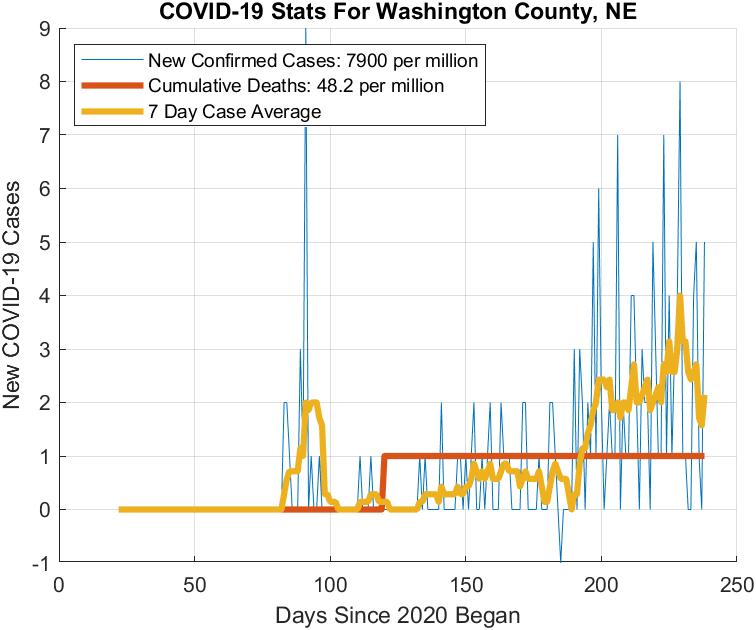 COVID-19 Stats For Washington County, NE
New Confirmed Cases: 7900 per million
Cumulative Deaths: 48.2 per million
7 Day Case Average
New COVID-19 Cases
9
8
7
6
5
4
3
2
1
0
-1
0 50 100 150 200 250
Days Since 2020 Began